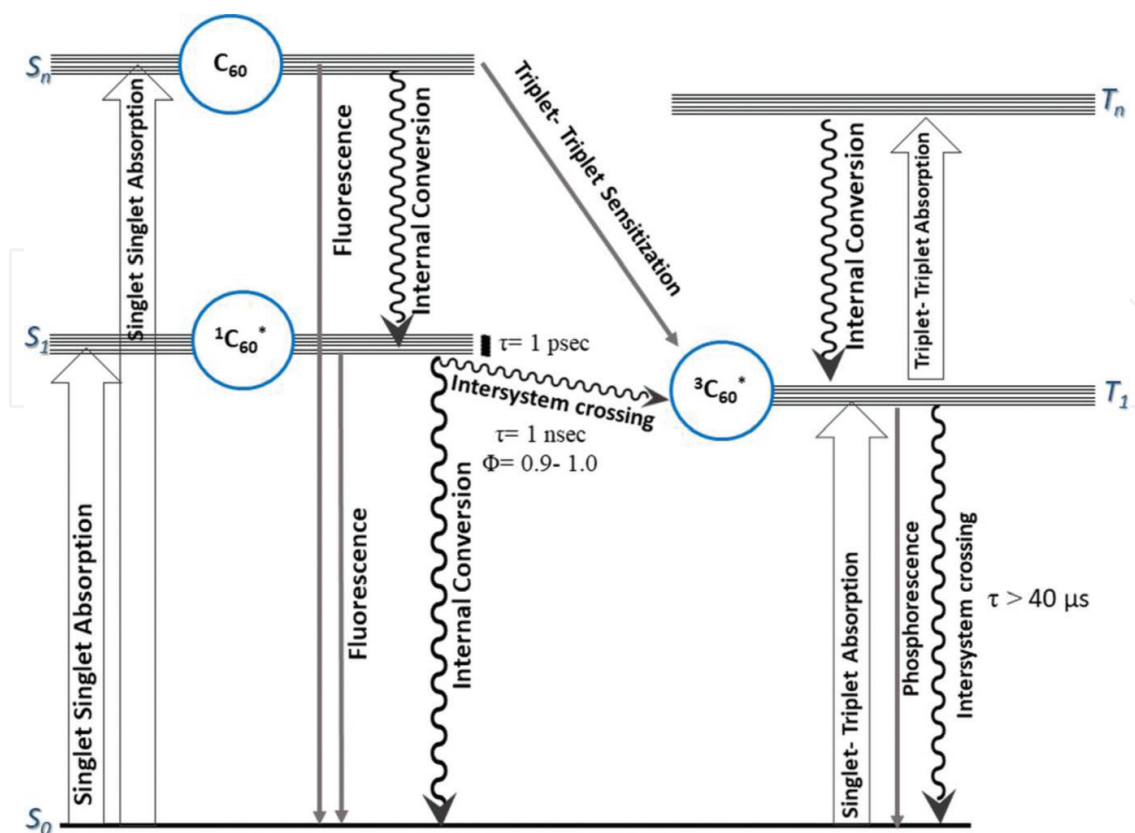 Sn
C60
Singlet Singlet Absorption
Fluorescence
Internal Conversion
Triplet- Triplet Sensitization
Tn
Internal Conversion
Triplet- Triplet Absorption
S1
1C60*
τ= 1 psec
Intersystem crossing
τ= 1 nsec
Φ= 0.9- 1.0
3C60*
T1
Singlet Singlet Absorption
Fluorescence
Internal Conversion
Singlet- Triplet Absorption
Phosphorescence
Intersystem crossing
τ > 40 µs
S0